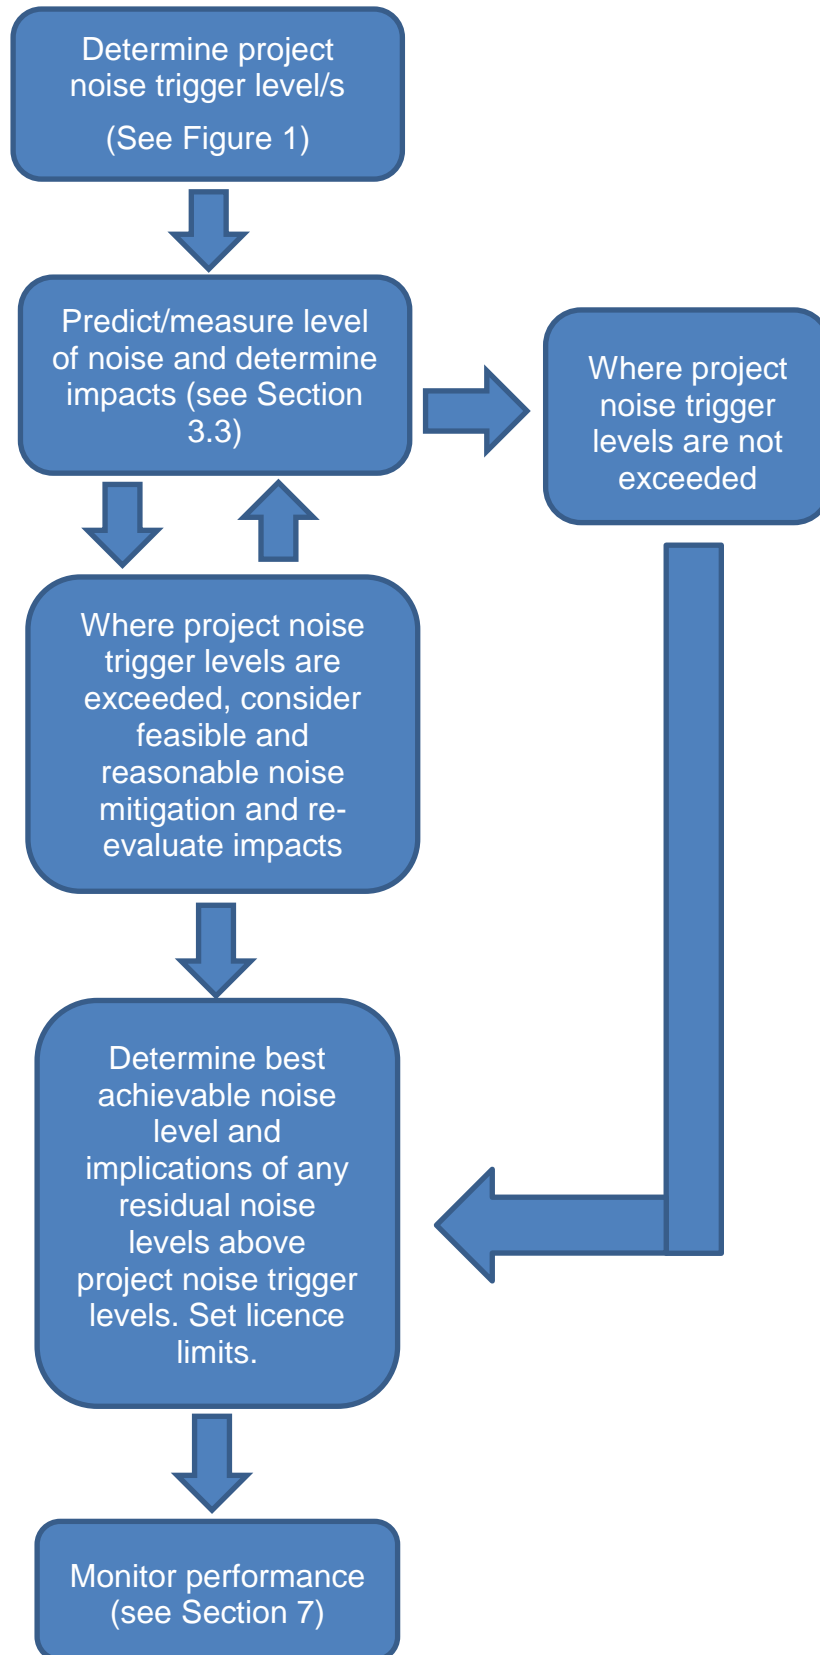 Determine project
noise trigger level/s
(See Figure 1)
Predict/measure level
of noise and determine
impacts (see Section
3.3)
Where project
noise trigger
levels are not
exceeded
Where project noise
trigger levels are
exceeded, consider
feasible and
reasonable noise
mitigation and re-
evaluate impacts
Determine best
achievable noise
level and
implications of any
residual noise
levels above
project noise trigger
levels. Set licence
limits.
Monitor performance
(see Section 7)